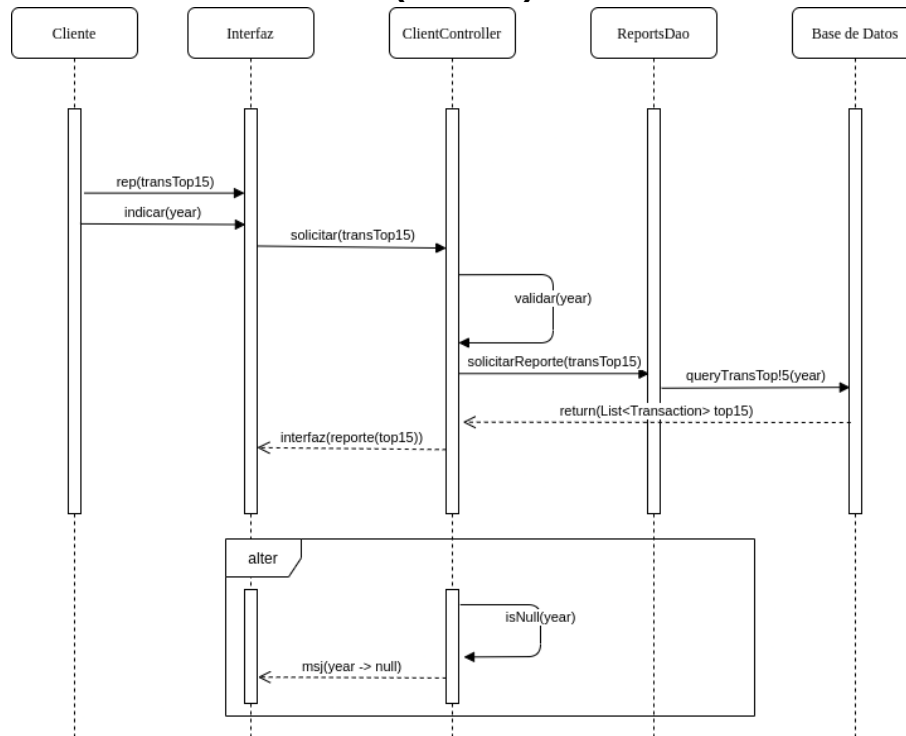 Cliente
Interfaz
ClientController
ReportsDao
Base de Datos
rep(transTop15)
indicar(year)
solicitar(transTop15)
validar(year)
solicitarReporte(transTop15)
queryTransTop!5(year)
return(List<Transaction> top15)
interfaz(reporte(top15))
alter
isNull(year)
msj(year -> null)